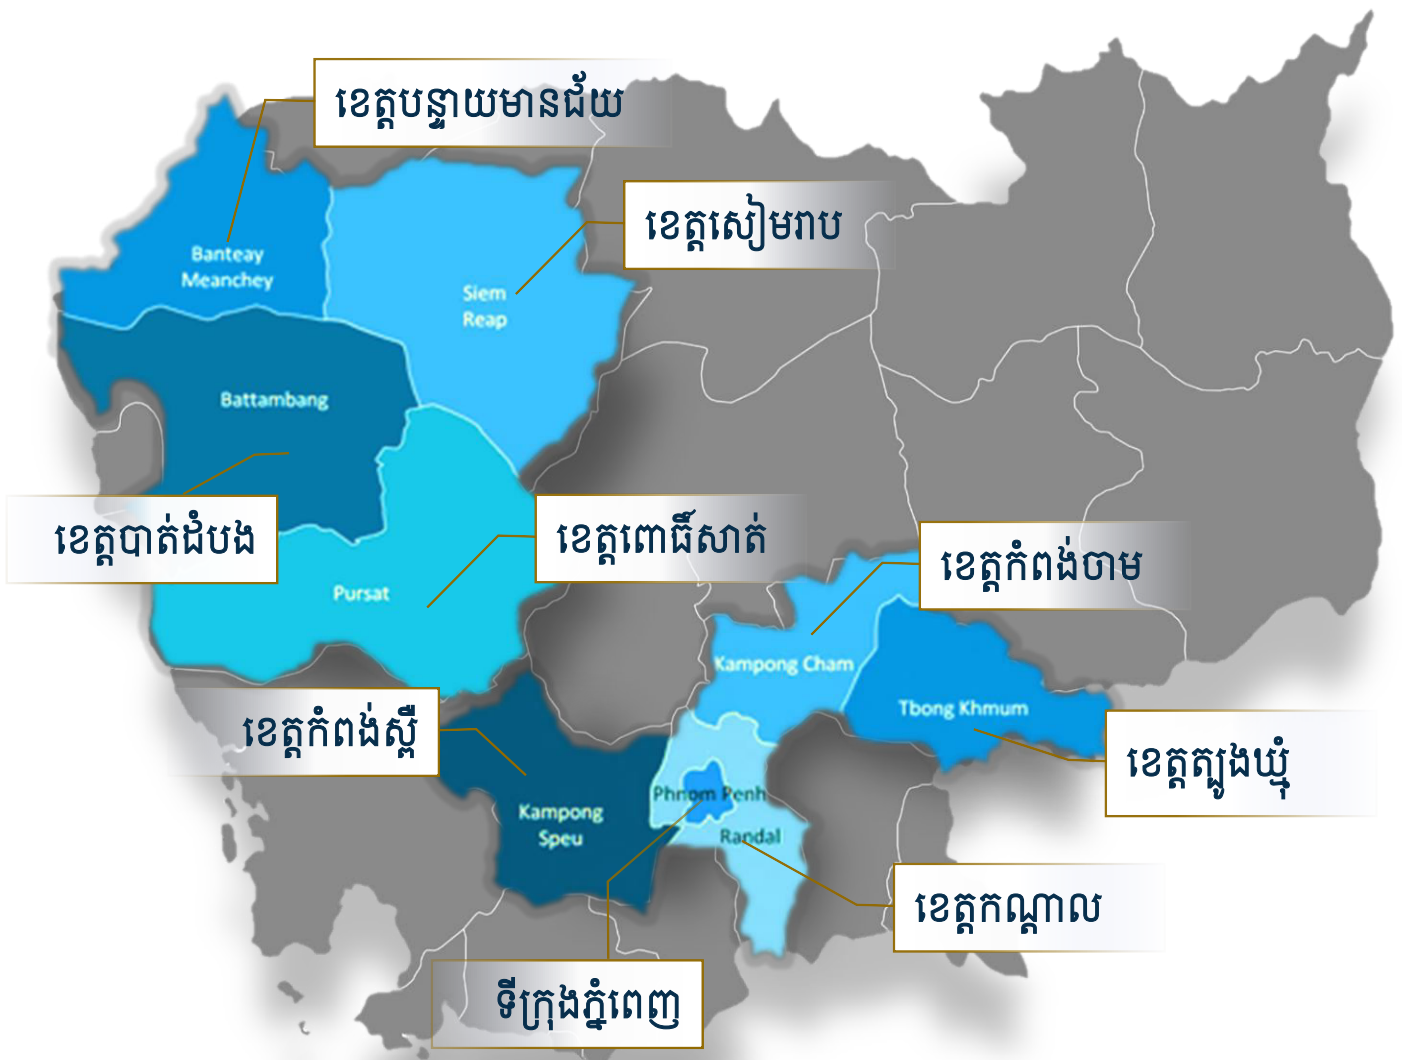 ខេត្តបន្ទាយមានជ័យ
ខេត្តសៀមរាប
Banteay
Meanchey
Siem
Reap
Battambang
ខេត្តបាត់ដំបង
ខេត្តពោធិ៍សាត់
ខេត្តកំពង់ចាម
Pursat
Kampong Cham
Tbong Khmum
ខេត្តកំពង់ស្ពឺ
ខេត្តត្បូងឃ្មុំ
Phnom Penh
Kampong
Speu
Randal
ខេត្តកណ្តាល
ទីក្រុងភ្នំពេញ